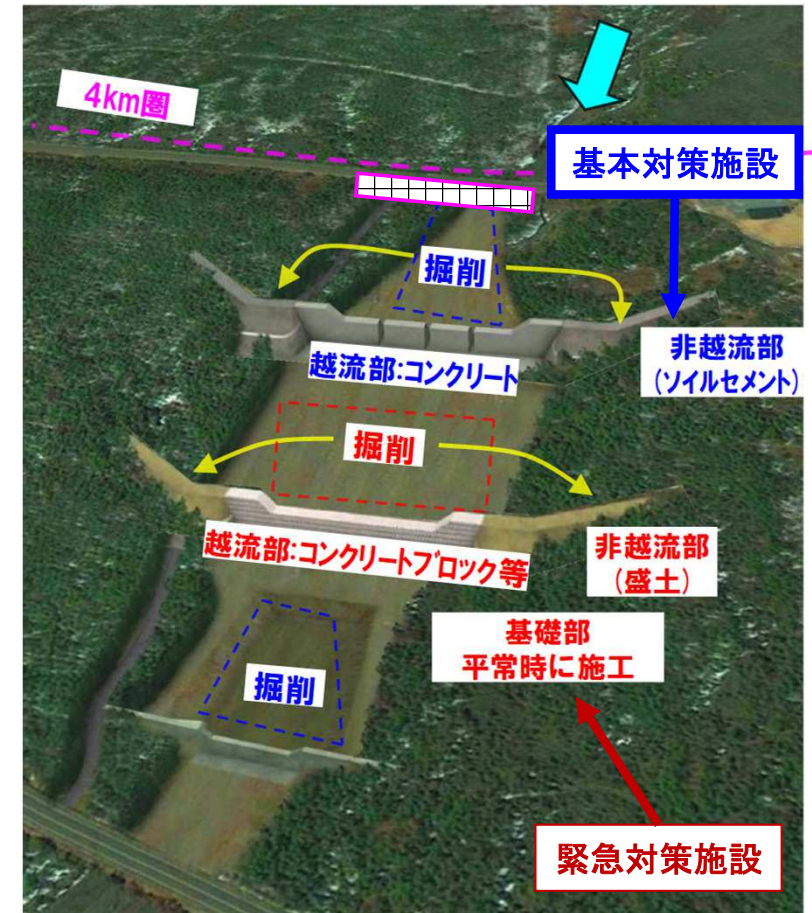 4km圏
基本対策施設
掘削
非越流部
(ソイルセメント)
越流部:コンクリート
掘削
越流部:コンクリートブロック等
非越流部
(盛土)
基礎部
平常時に施工
掘削
緊急対策施設